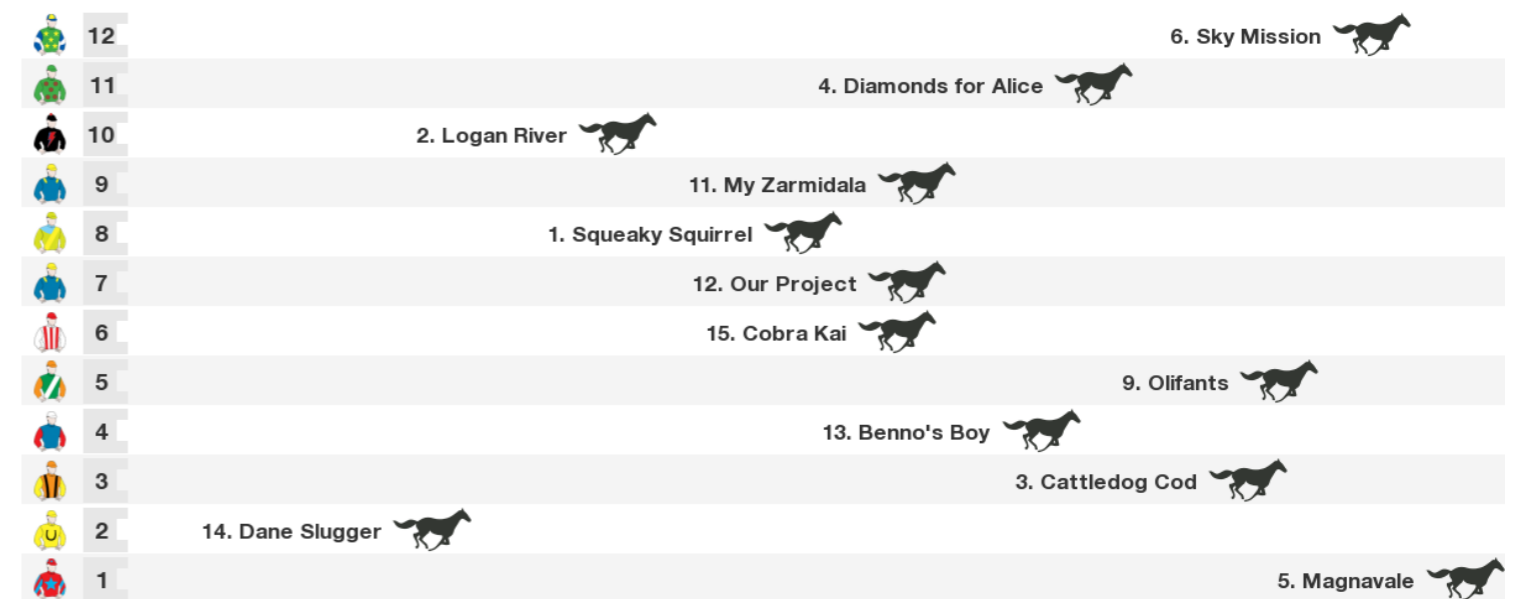 12 6. Sky Mission
11 4. Diamonds for Alice
10 2. Logan River
9 11. My Zarmidala
8 1. Squeaky Squirrel
7 12. Our Project
6 15. Cobra Kai
5 9. Olifants
4 13. Benno's Boy
3 3. Cattledog Cod
2 14. Dane Slugger
1 5. Magnavale